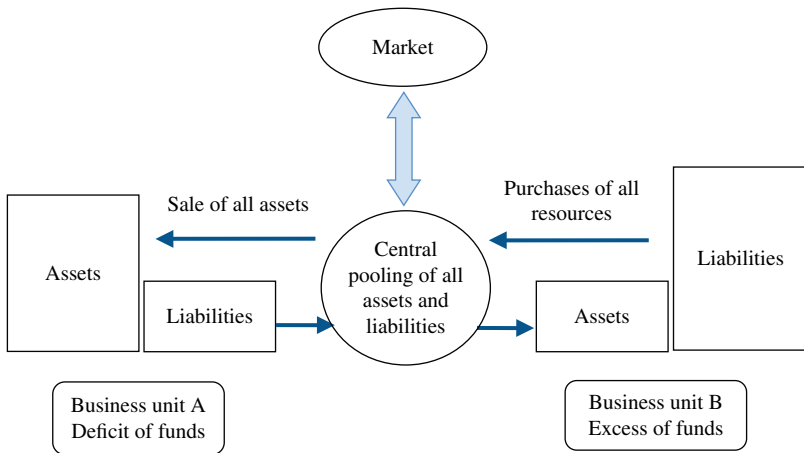 Market
Sale of all assets
Purchases of all
resources
Assets
Liabilities
Central
pooling of all
assets and
liabilities
Assets
Liabilities
Business unit A
Deficit of funds
Business unit B
Excess of funds